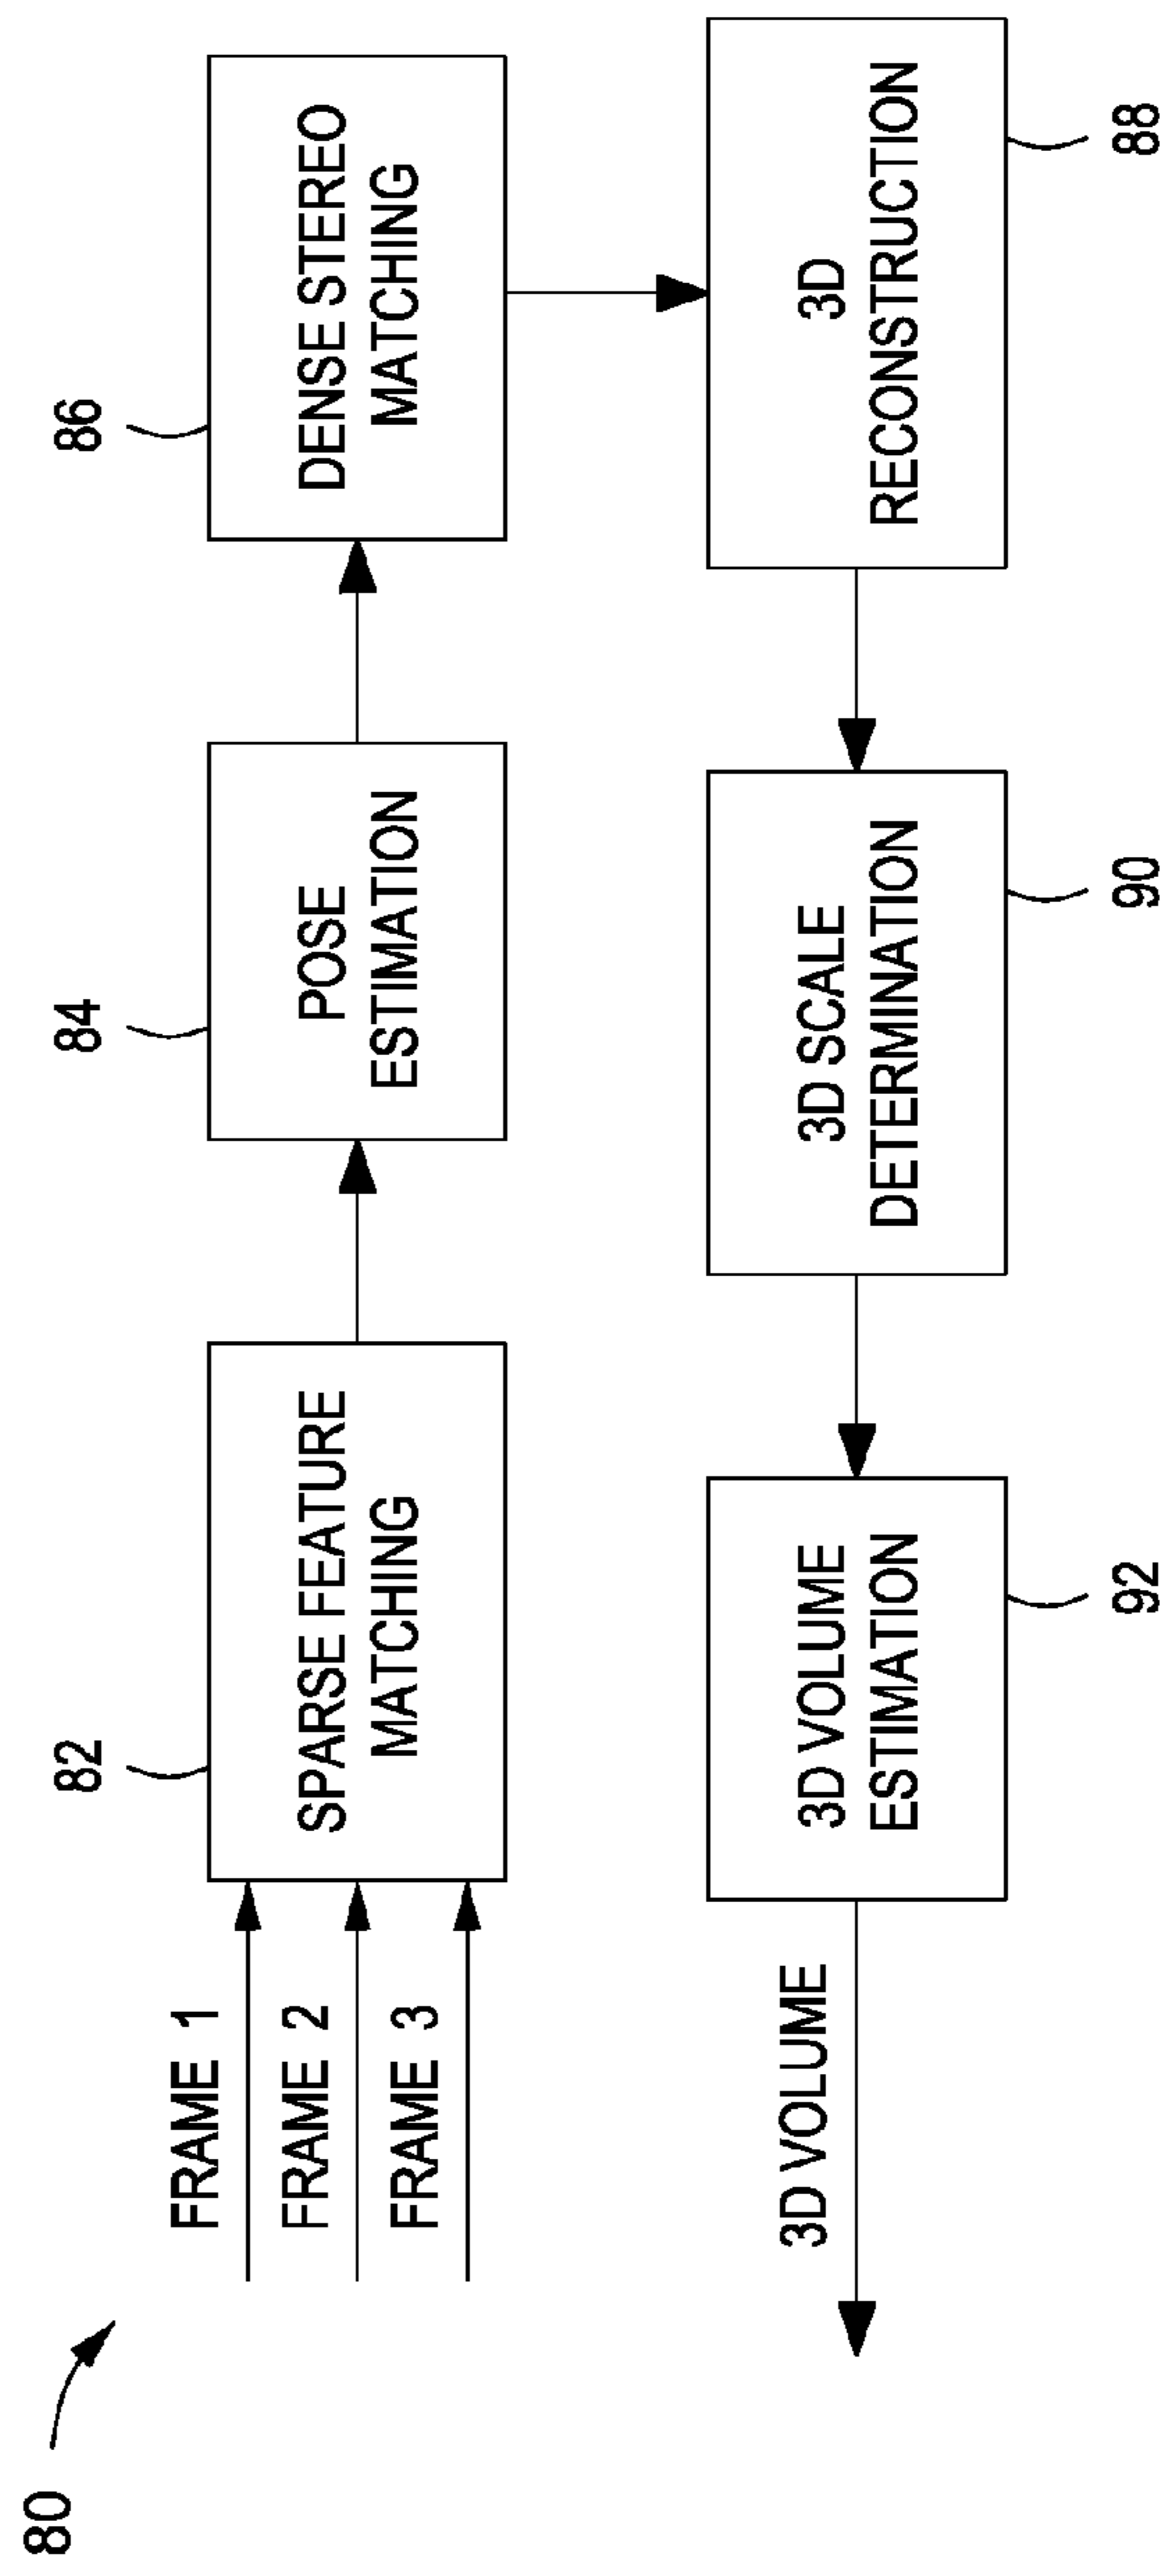 80
FRAME 1
FRAME 2
FRAME 3
82
SPARSE FEATURE
MATCHING
84
POSE
ESTIMATION
86
DENSE STEREO
MATCHING
3D
RECONSTRUCTION
88
3D SCALE
DETERMINATION
90
3D VOLUME
ESTIMATION
92
3D VOLUME